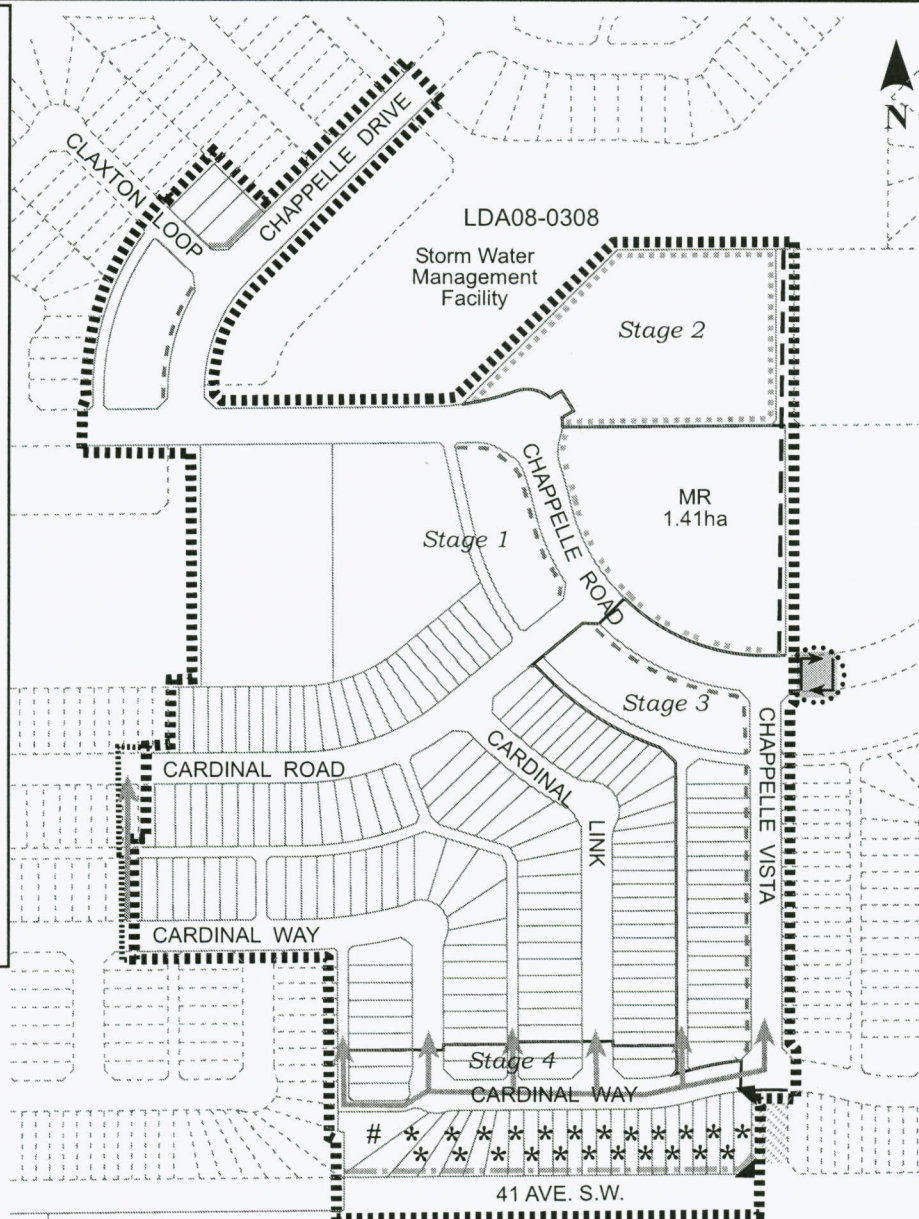 N
CLAXTON LOOP
CHAPPELLE DRIVE
LDA08-0308
Storm Water
Management
Facility
Stage 2
CHAPPELLE ROAD
MR
1.41ha
Stage 1
Stage 3
CARDINAL ROAD
CARDINAL
LINK
CHAPPELLE VISTA
CARDINAL WAY
Stage 4
CARDINAL WAY
# * * * * * * * * * * *
* * * * * * * * * *
41 AVE. S.W.